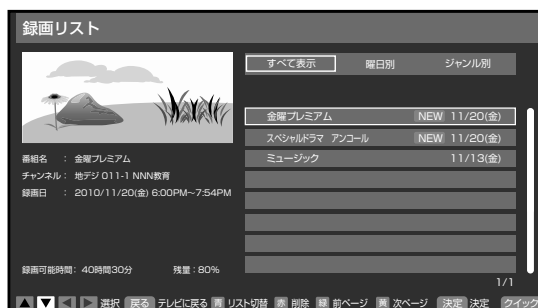 録画リスト
すべて表示 曜日別 ジャンル別
金曜プレミアム NEW 11/20(金)
スペシャルドラマ アンコール NEW 11/20(金)
ミュージック 11/13(金)
番組名 : 金曜プレミアム
チャンネル : 地デジ 011-1 NNN教育
録画日 : 2010/11/20(金) 6:00PM~7:54PM
録画可能時間: 40時間30分 残量:80%
1/1
選択 戻る テレビに戻る 青 リスト切替 赤 削除 緑 前ページ 黄 次ページ 決定 決定 クイック